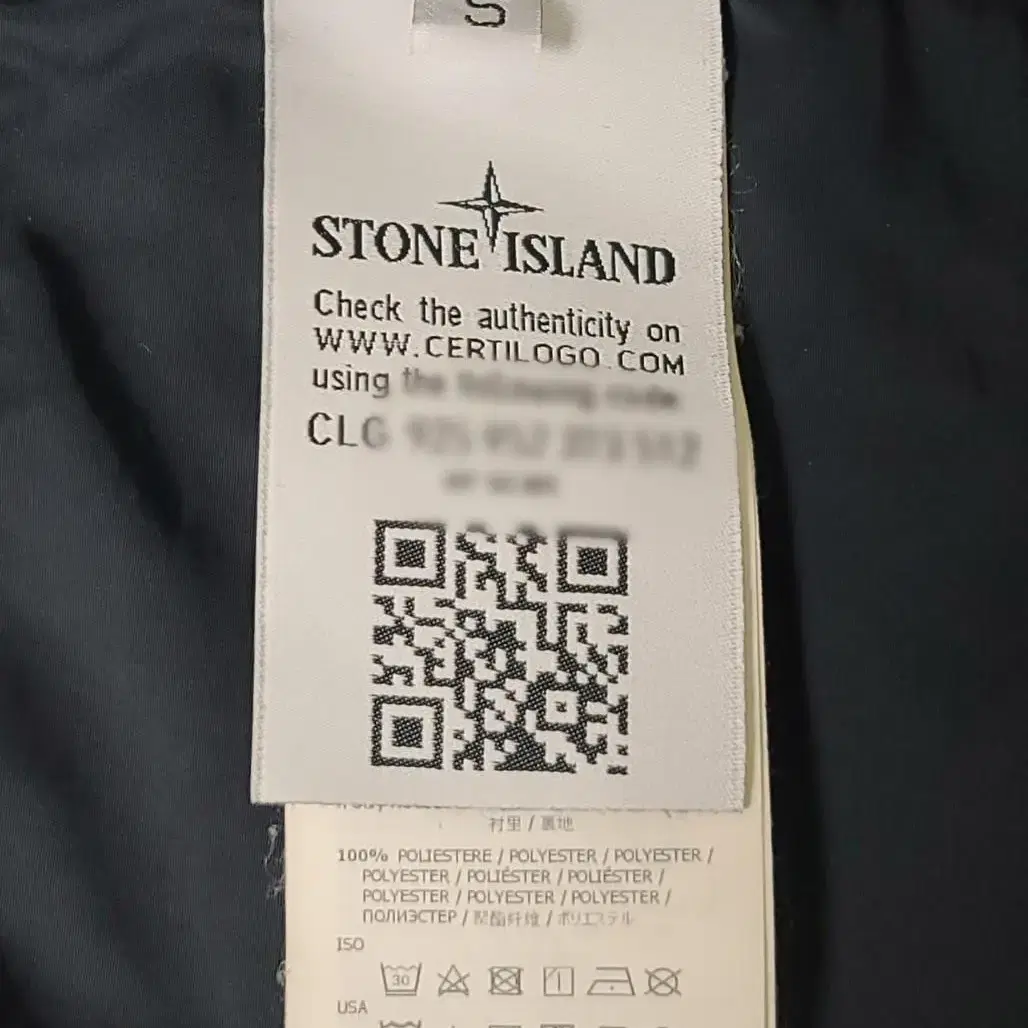 S
STONE ISLAND
Check the authenticity on
WWW.CERTILOGO.COM
using
CLG
衬里 / 裏地
100% POLIESTERE / POLYESTER / POLYESTER /
POLYESTER / POLIÉSTER / POLIÉSTER /
POLYESTER / POLYESTER / POLYESTER /
ПОЛИЭСТЕР / 聚酯纤维 / ポリエステル
ISO
30
USA